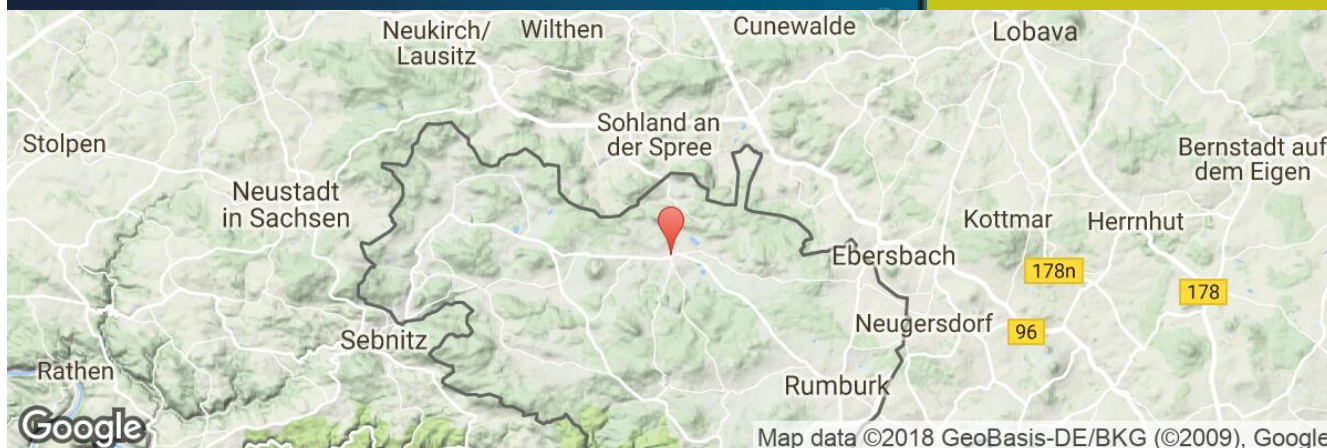 Neukirch/
Lausitz
Wilthen
Cunewalde
Lobava
Stolpen
Sohland an
der Spree
Bernstadt auf
dem Eigen
Neustadt
in Sachsen
Kottmar
Herrnhut
Ebersbach
178n
178
Sebnitz
Neugersdorf
96
Rathen
Rumburk
Google
Map data ©2018 GeoBasis-DE/BKG (©2009), Google